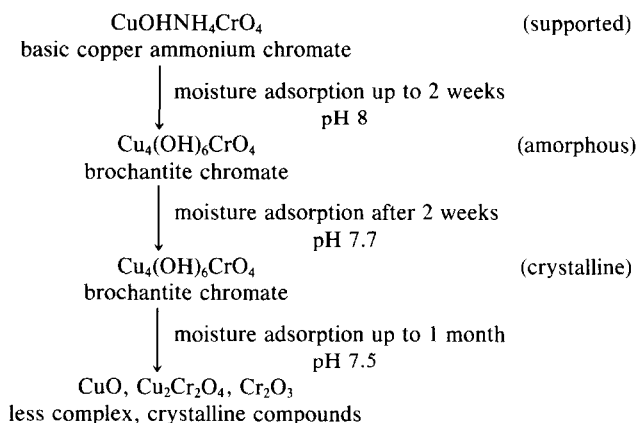 CuOHNH₄CrO₄ (supported)
basic copper ammonium chromate
moisture adsorption up to 2 weeks
pH 8
Cu₄(OH)₆CrO₄ (amorphous)
brochantite chromate
moisture adsorption after 2 weeks
pH 7.7
Cu₄(OH)₆CrO₄ (crystalline)
brochantite chromate
moisture adsorption up to 1 month
pH 7.5
CuO, Cu₂Cr₂O₄, Cr₂O₃
less complex, crystalline compounds